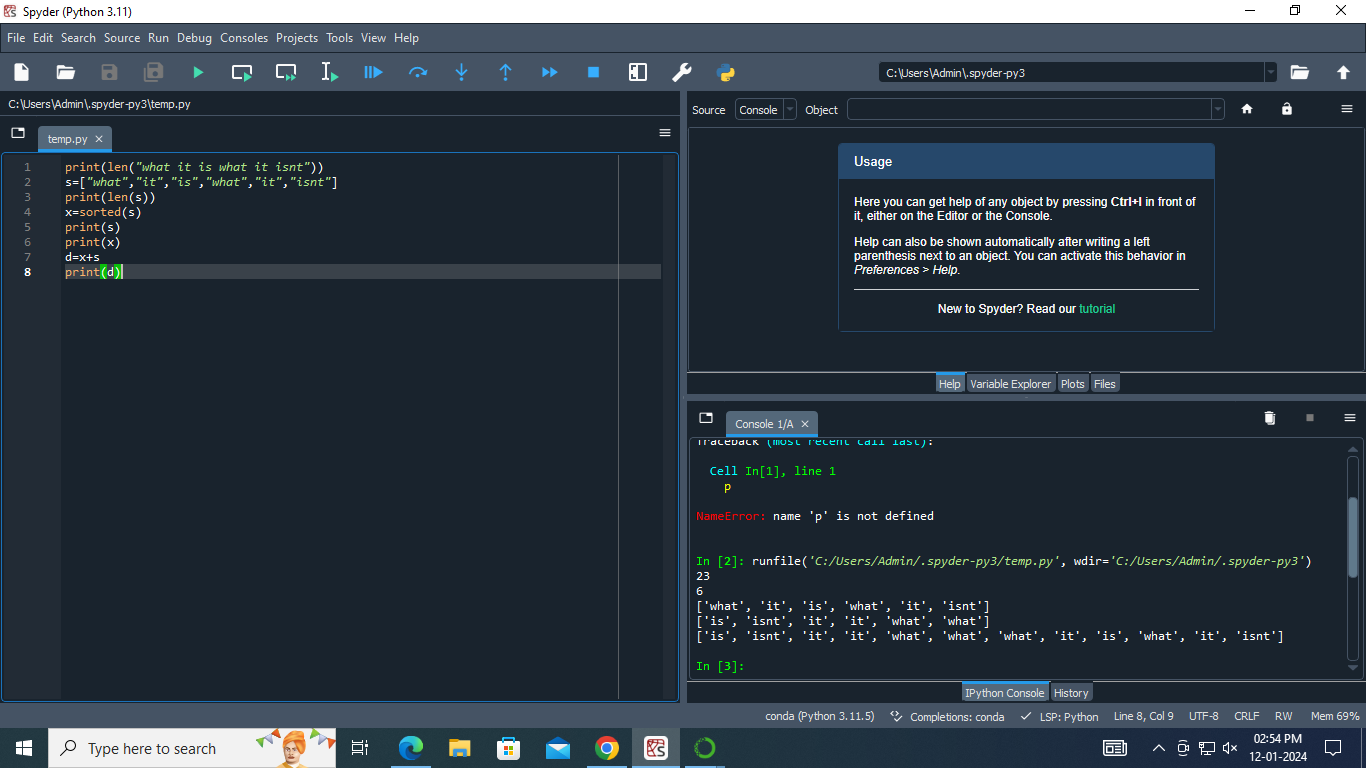 Spyder (Python 3.11)
File Edit Search Source Run Debug Consoles Projects Tools View Help
C:\Users\Admin\.spyder-py3
C:\Users\Admin\.spyder-py3\temp.py
temp.py
1 print(len("what it is what it isnt"))
2 s=["what","it","is","what","it","isnt"]
3 print(len(s))
4 x=sorted(s)
5 print(s)
6 print(x)
7 d=x+s
8 print(d)
Source Console Object
Usage
Here you can get help of any object by pressing Ctrl+I in front of
it, either on the Editor or the Console.
Help can also be shown automatically after writing a left
parenthesis next to an object. You can activate this behavior in
Preferences > Help.
New to Spyder? Read our tutorial
Help Variable Explorer Plots Files
Console 1/A
Traceback (most recent call last):
Cell In[1], line 1
p
NameError: name 'p' is not defined
In [2]: runfile('C:/Users/Admin/.spyder-py3/temp.py', wdir='C:/Users/Admin/.spyder-py3')
23
6
['what', 'it', 'is', 'what', 'it', 'isnt']
['is', 'isnt', 'it', 'it', 'what', 'what']
['is', 'isnt', 'it', 'it', 'what', 'what', 'what', 'it', 'is', 'what', 'it', 'isnt']
In [3]:
IPython Console History
conda (Python 3.11.5) Completions: conda LSP: Python Line 8, Col 9 UTF-8 CRLF RW Mem 69%
Type here to search
02:54 PM
12-01-2024